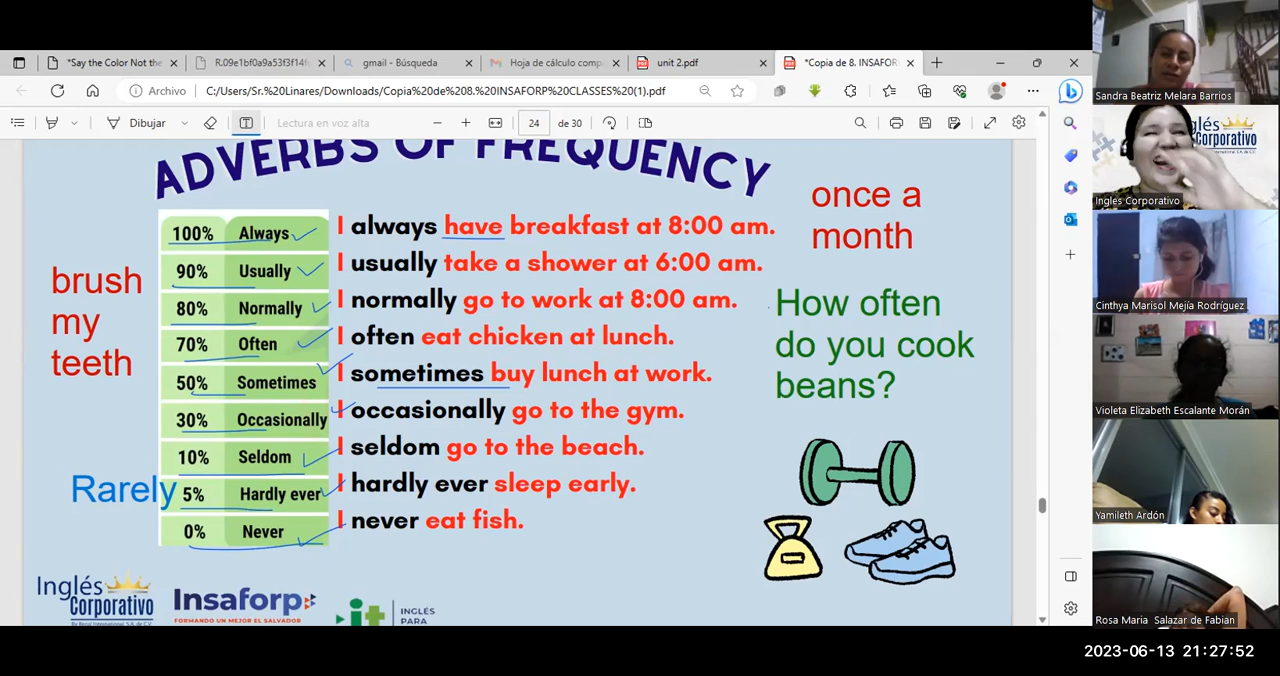 *Say the Color Not the
R.09e1bf0a9a53f3f14f
gmail - Búsqueda
Hoja de cálculo comp
unit 2.pdf
*Copia de 8. INSAFORP
Archivo
C:/Users/Sr.%20Linares/Downloads/Copia%20de%208.%20INSAFORP%20CLASSES%20(1).pdf
Dibujar
Lectura en voz alta
24
de 30
ADVERBS OF FREQUENCY
100% Always I always have breakfast at 8:00 am.
90% Usually I usually take a shower at 6:00 am.
80% Normally I normally go to work at 8:00 am.
70% Often I often eat chicken at lunch.
50% Sometimes I sometimes buy lunch at work.
30% Occasionally I occasionally go to the gym.
10% Seldom I seldom go to the beach.
5% Hardly ever I hardly ever sleep early.
0% Never I never eat fish.
brush
my
teeth
Rarely
once a
month
How often
do you cook
beans?
Inglés
Corporativo
Insaforp
FORMANDO UN MEJOR EL SALVADOR
it
INGLÉS
PARA
Sandra Beatriz Melara Barrios
glés
Corporativo
Ingles Corporativo
Cinthya Marisol Mejía Rodríguez
Violeta Elizabeth Escalante Morán
Yamileth Ardón
Rosa Maria Salazar de Fabian
2023-06-13 21:27:52